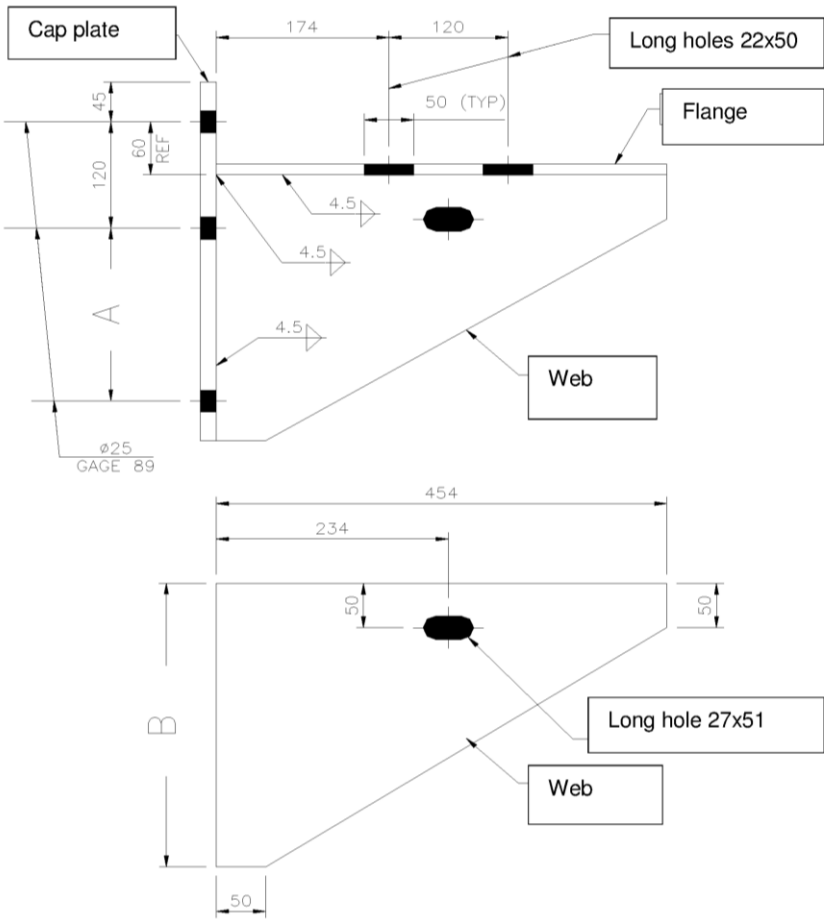 Cap plate
174
120
Long holes 22x50
50 (TYP)
Flange
45
60
REF
120
4.5
4.5
A
4.5
Web
ø25
GAGE 89
454
234
50
50
B
Long hole 27x51
Web
50